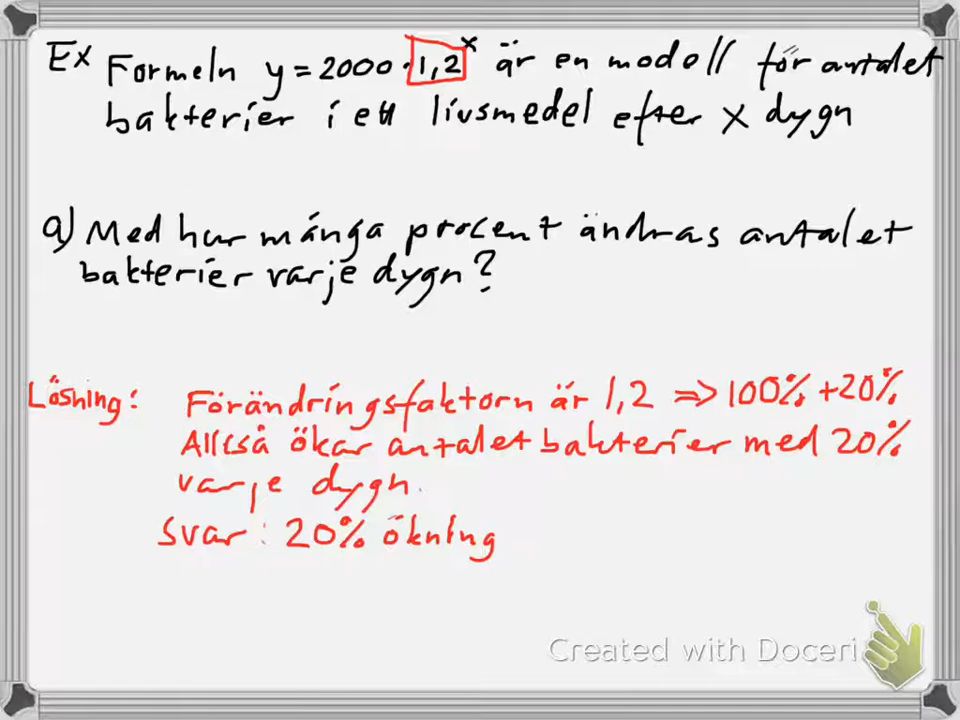 Ex Formeln y = 2000 · 1,2^x är en modell för antalet
bakterier i ett livsmedel efter x dygn
a) Med hur många procent ändras antalet
bakterier varje dygn?
Lösning: Förändringsfaktorn är 1,2 => 100% + 20%
Alltså ökar antalet bakterier med 20%
varje dygn.
Svar: 20% ökning
Created with Doceri